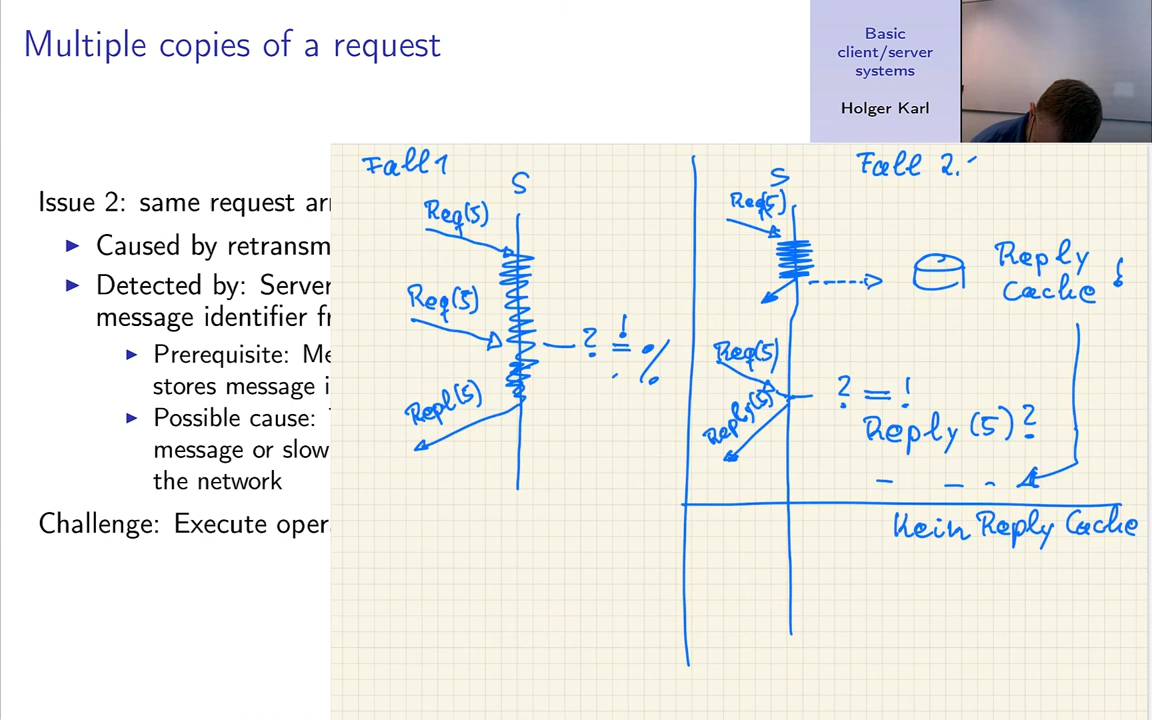 Multiple copies of a request
Basic
client/server
systems
Holger Karl
Issue 2: same request arr
Caused by retransm
Detected by: Server
message identifier fr
Prerequisite: Me
stores message i
Possible cause:
message or slow
the network
Challenge: Execute oper
Fall 1
S
Req(5)
Req(5)
? = !
Repl(5)
S
Fall 2.
Req(5)
Reply
Cache !
Req(5)
? = !
Reply(5)
Reply (5)?
Kein Reply Cache